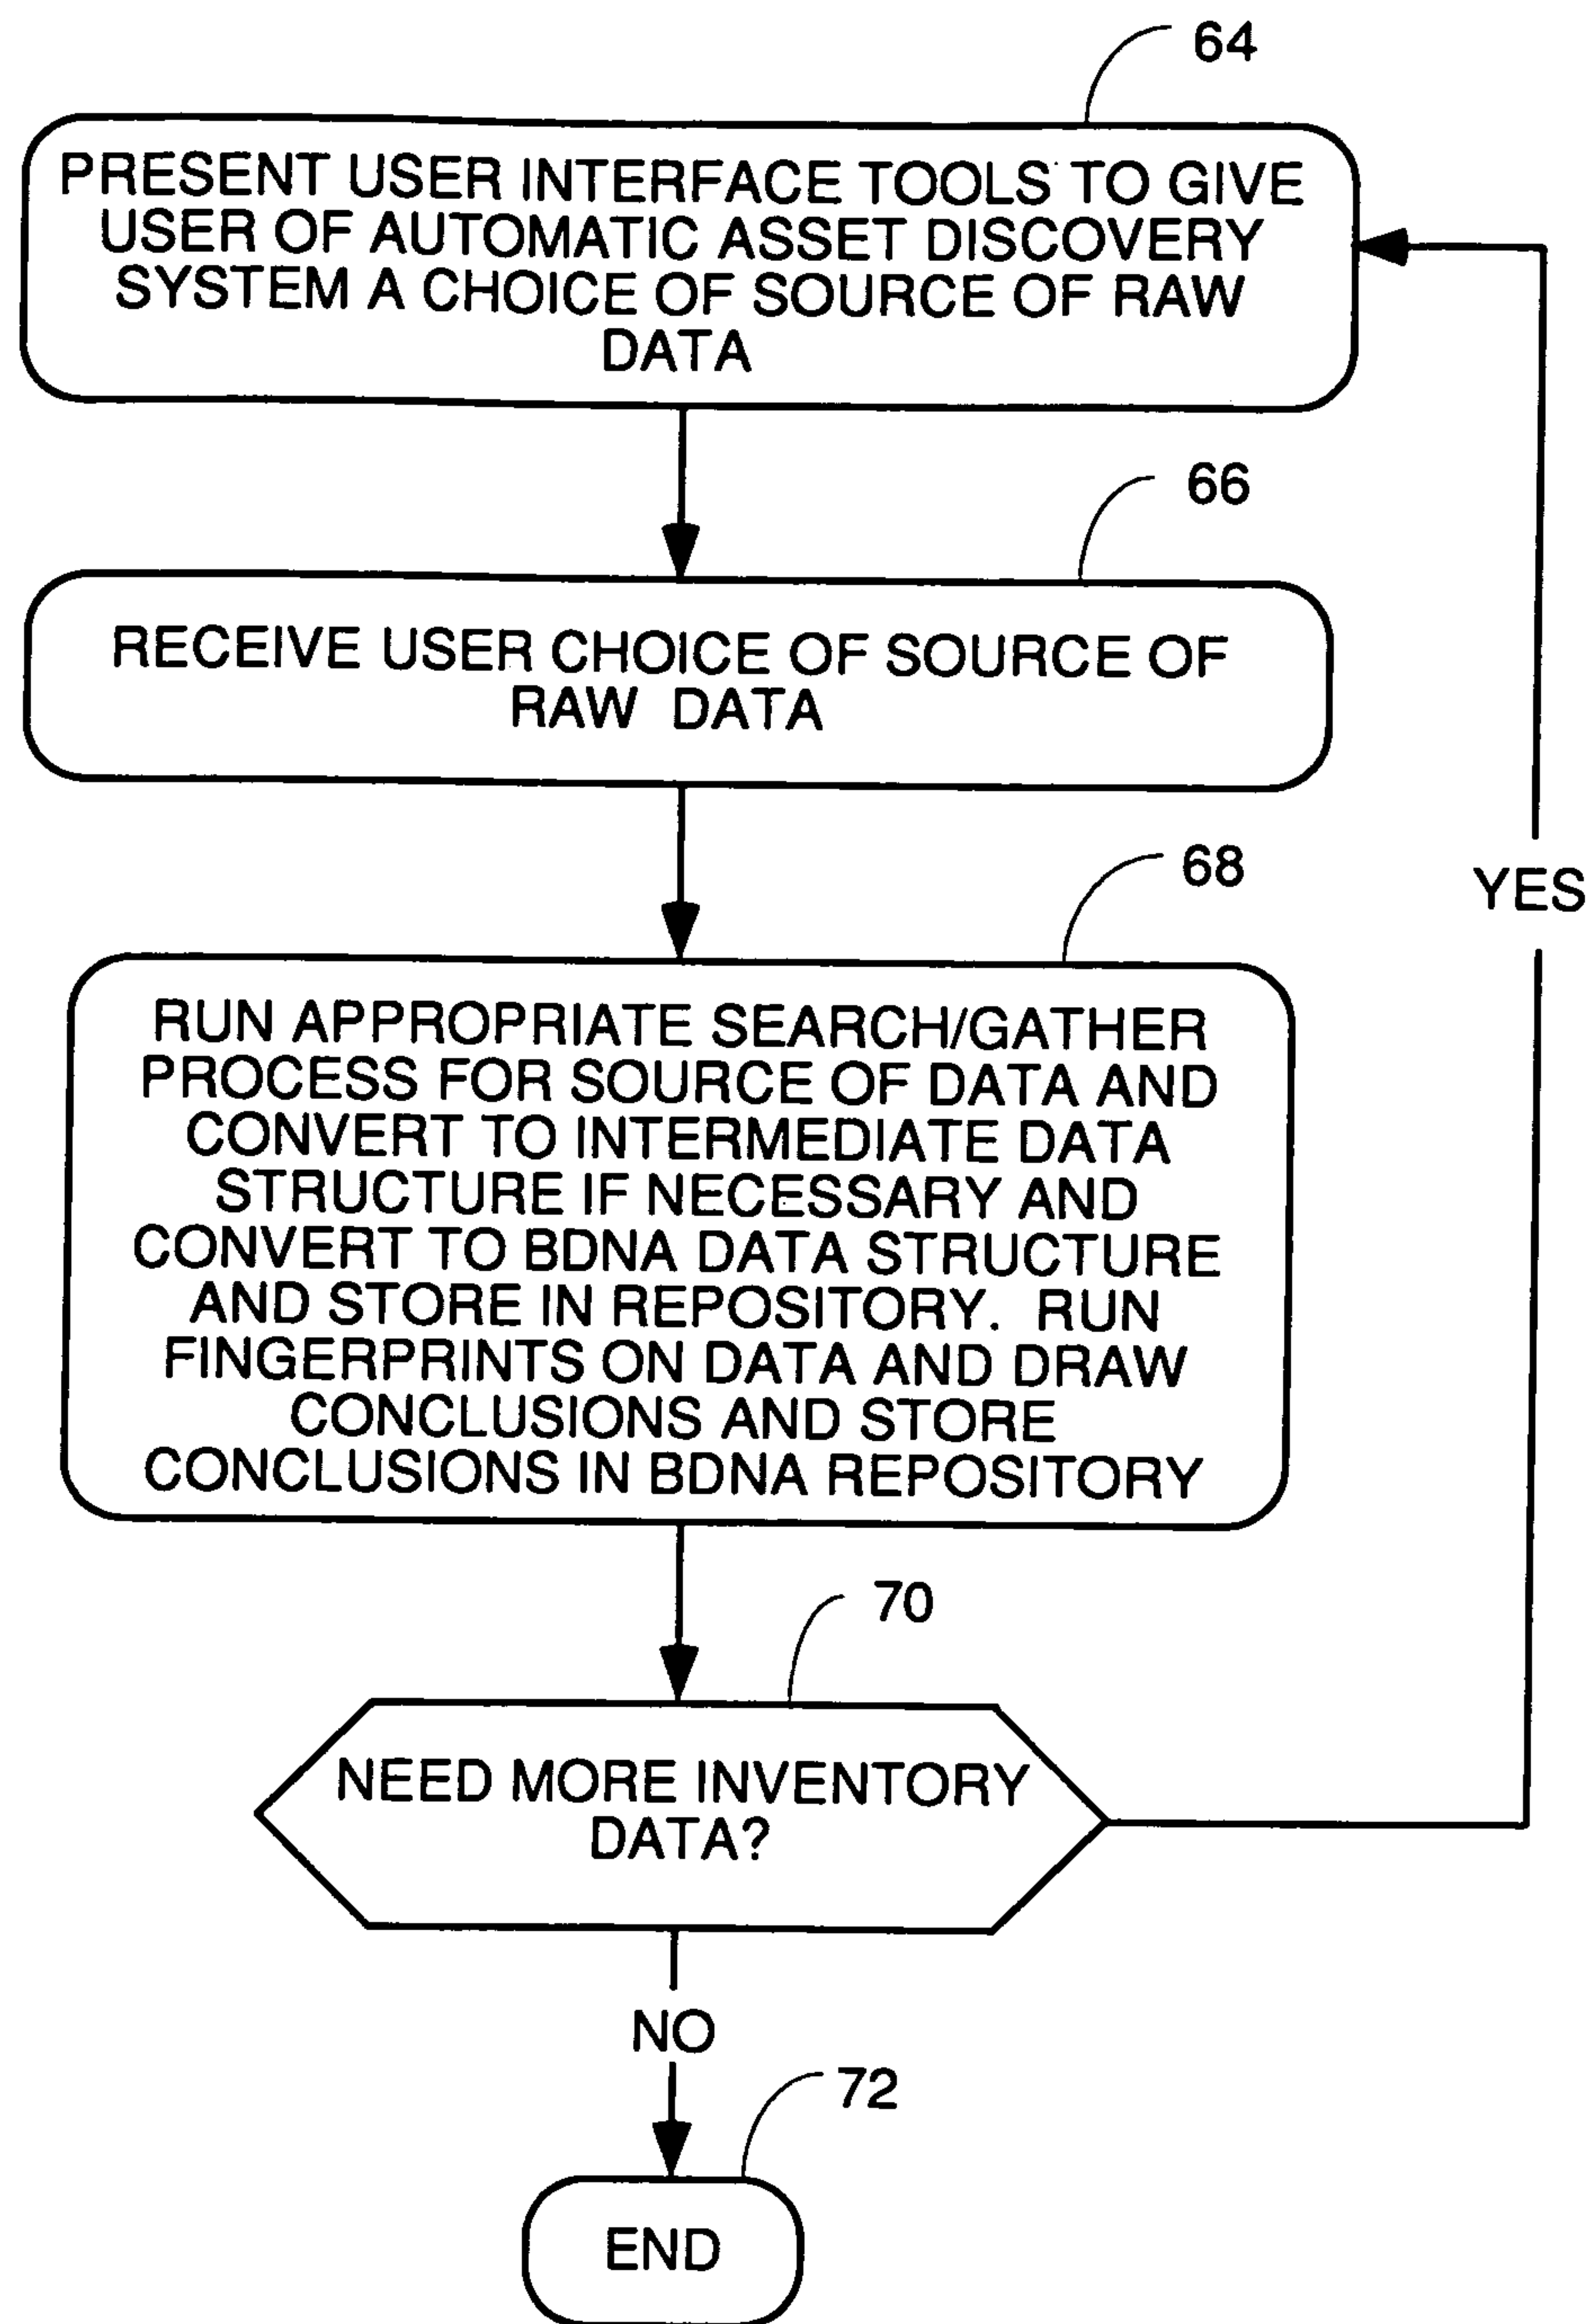 64
PRESENT USER INTERFACE TOOLS TO GIVE
USER OF AUTOMATIC ASSET DISCOVERY
SYSTEM A CHOICE OF SOURCE OF RAW
DATA
66
RECEIVE USER CHOICE OF SOURCE OF
RAW DATA
68
YES
RUN APPROPRIATE SEARCH/GATHER
PROCESS FOR SOURCE OF DATA AND
CONVERT TO INTERMEDIATE DATA
STRUCTURE IF NECESSARY AND
CONVERT TO BDNA DATA STRUCTURE
AND STORE IN REPOSITORY. RUN
FINGERPRINTS ON DATA AND DRAW
CONCLUSIONS AND STORE
CONCLUSIONS IN BDNA REPOSITORY
70
NEED MORE INVENTORY
DATA?
NO
72
END